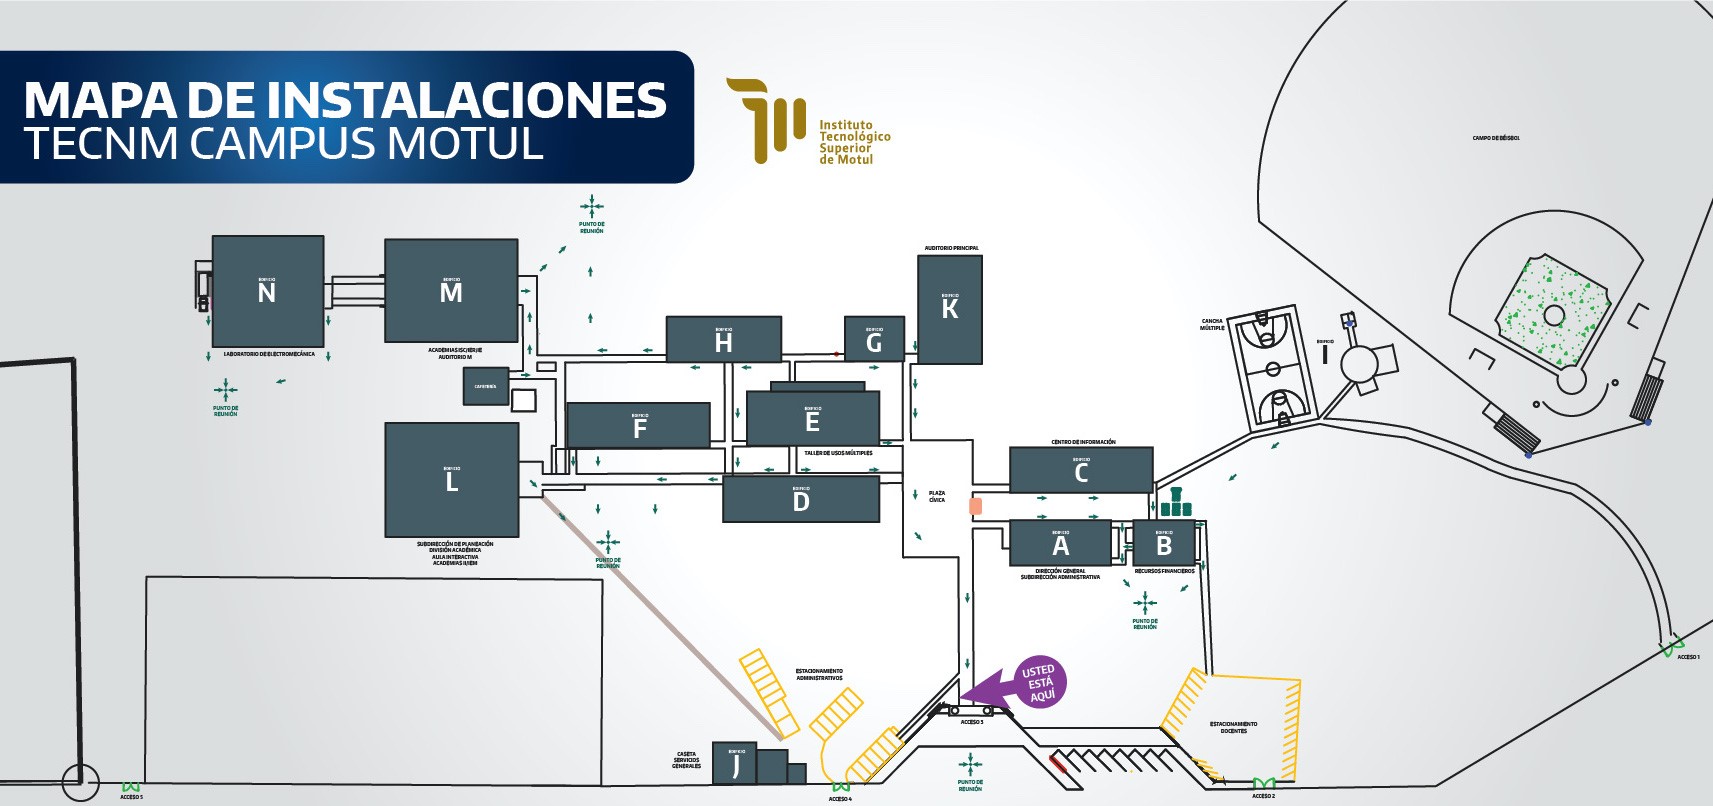 MAPA DE INSTALACIONES
TECNM CAMPUS MOTUL
Instituto
Tecnológico
Superior
de Motul
CAMPO DE BÉISBOL
PUNTO DE
REUNIÓN
EDIFICIO
N
LABORATORIO DE ELECTROMECÁNICA
EDIFICIO
M
ACADEMIAS ISC/IER/IE
AUDITORIO M
PUNTO DE
REUNIÓN
CAFETERÍA
EDIFICIO
L
SUBDIRECCIÓN DE PLANEACIÓN
DIVISIÓN ACADÉMICA
AULA INTERACTIVA
ACADEMIAS II/IEM
EDIFICIO
H
EDIFICIO
G
AUDITORIO PRINCIPAL
EDIFICIO
K
EDIFICIO
F
EDIFICIO
E
TALLER DE USOS MÚLTIPLES
EDIFICIO
D
PUNTO DE
REUNIÓN
PLAZA
CÍVICA
CENTRO DE INFORMACIÓN
EDIFICIO
C
EDIFICIO
A
DIRECCIÓN GENERAL
SUBDIRECCIÓN ADMINISTRATIVA
EDIFICIO
B
RECURSOS FINANCIEROS
PUNTO DE
REUNIÓN
CANCHA
MÚLTIPLE
EDIFICIO
I
ACCESO 1
USTED
ESTÁ
AQUÍ
ACCESO 3
ESTACIONAMIENTO
ADMINISTRATIVOS
ESTACIONAMIENTO
DOCENTES
CASETA
SERVICIOS
GENERALES
EDIFICIO
J
PUNTO DE
REUNIÓN
ACCESO 5
ACCESO 4
ACCESO 2